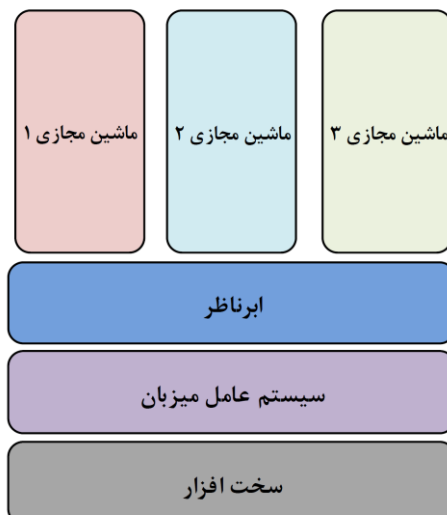 ماشین مجازی ۱
ماشین مجازی ۲
ماشین مجازی ۳
ابرناظر
سیستم عامل میزبان
سخت افزار